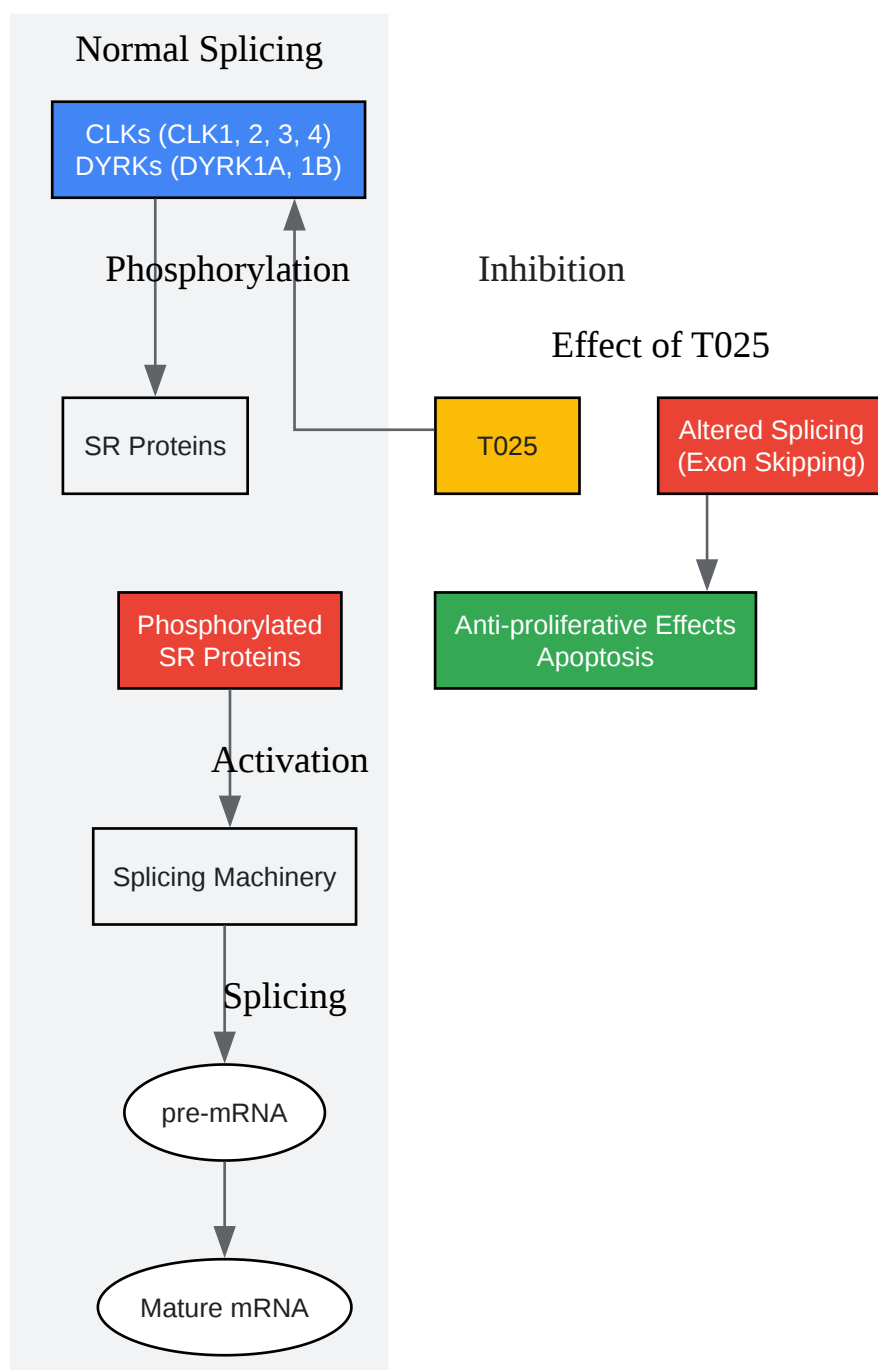 Normal Splicing
CLKs (CLK1, 2, 3, 4)
DYRKs (DYRK1A, 1B)
Phosphorylation
Inhibition
Effect of T025
SR Proteins
T025
Altered Splicing
(Exon Skipping)
Phosphorylated
SR Proteins
Anti-proliferative Effects
Apoptosis
Activation
Splicing Machinery
Splicing
pre-mRNA
Mature mRNA